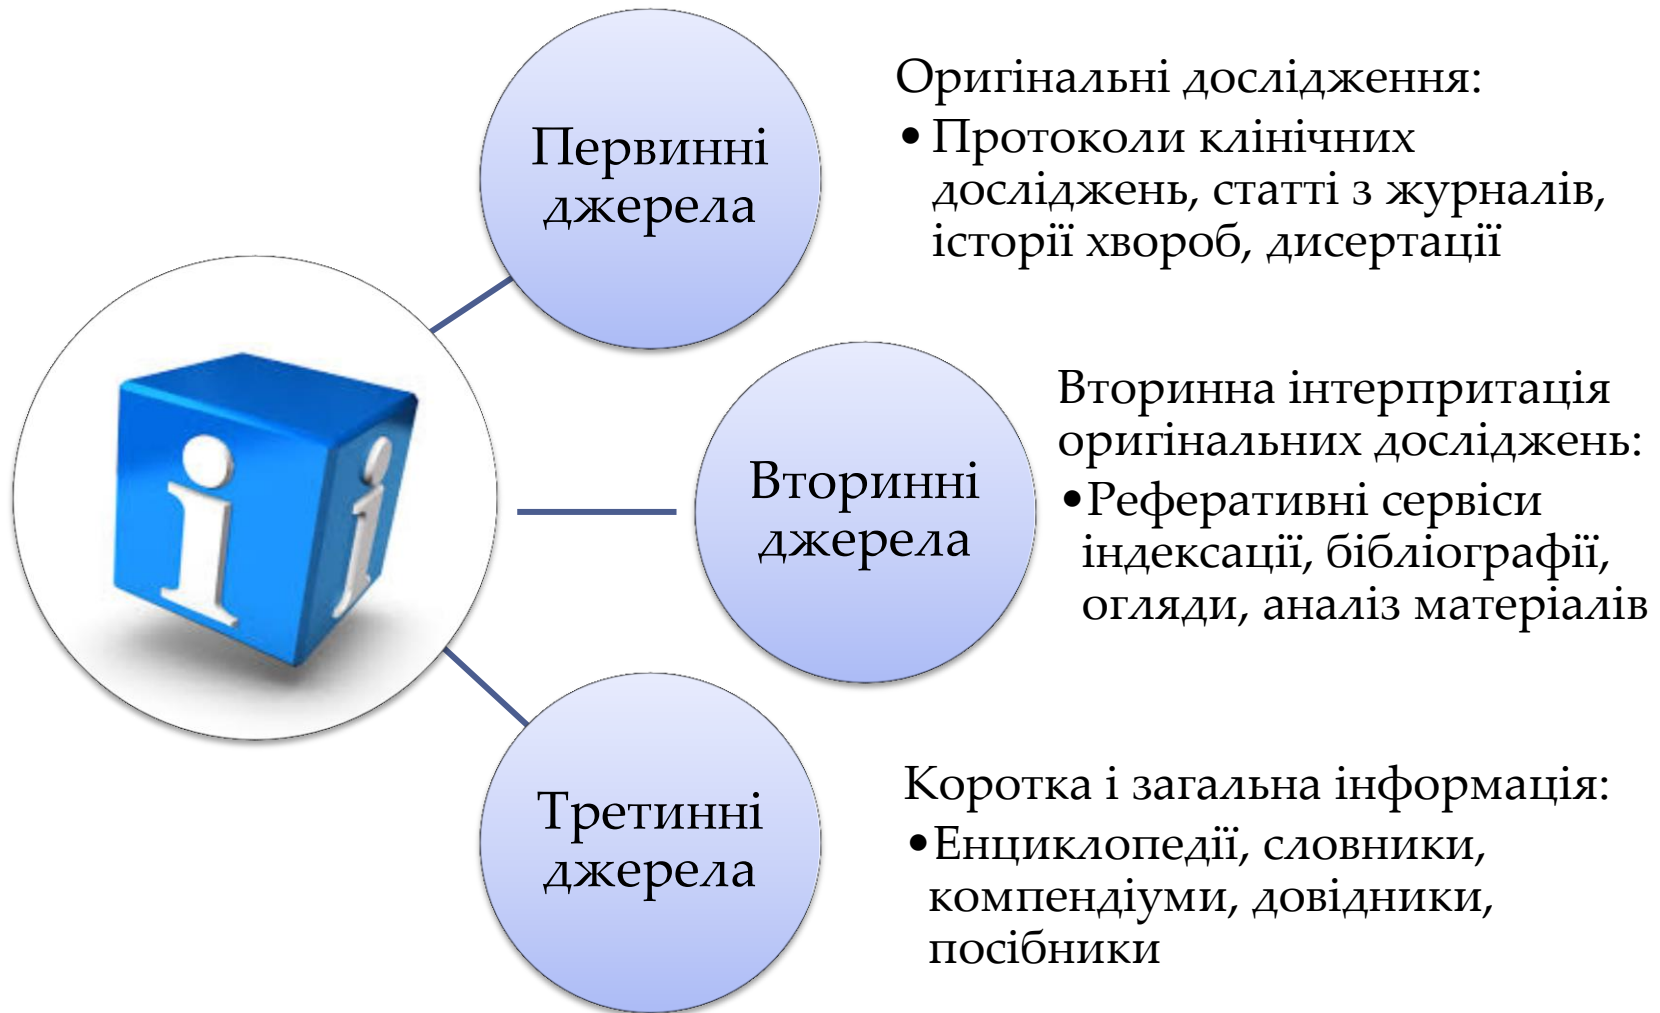 Первинні
джерела
Оригінальні дослідження:
• Протоколи клінічних
досліджень, статті з журналів,
історії хвороб, дисертації
Вторинні
джерела
Вторинна інтерпритація
оригінальних досліджень:
•Реферативні сервіси
індексації, бібліографії,
огляди, аналіз матеріалів
Третинні
джерела
Коротка і загальна інформація:
•Енциклопедії, словники,
компендіуми, довідники,
посібники
i i